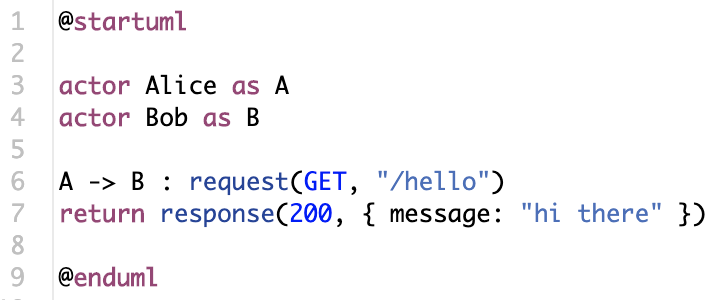 1 @startuml
2
3 actor Alice as A
4 actor Bob as B
5
6 A -> B : request(GET, "/hello")
7 return response(200, { message: "hi there" })
8
9 @enduml